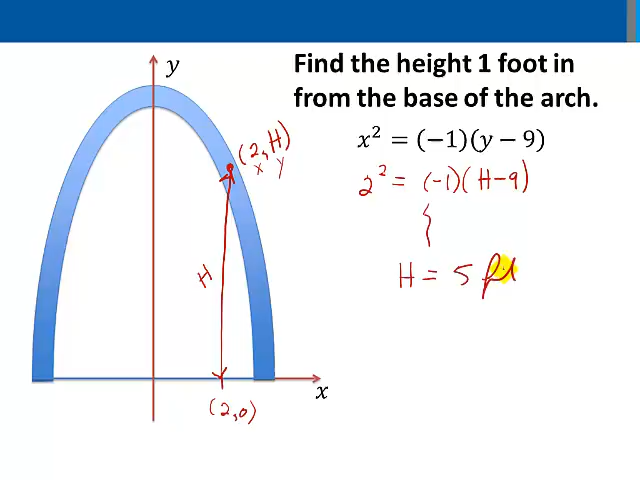 y
Find the height 1 foot in
from the base of the arch.
x² = (−1)(y − 9)
(2, H)
x y
2² = (-1)(H-9)
H
H = 5
x
(2,0)